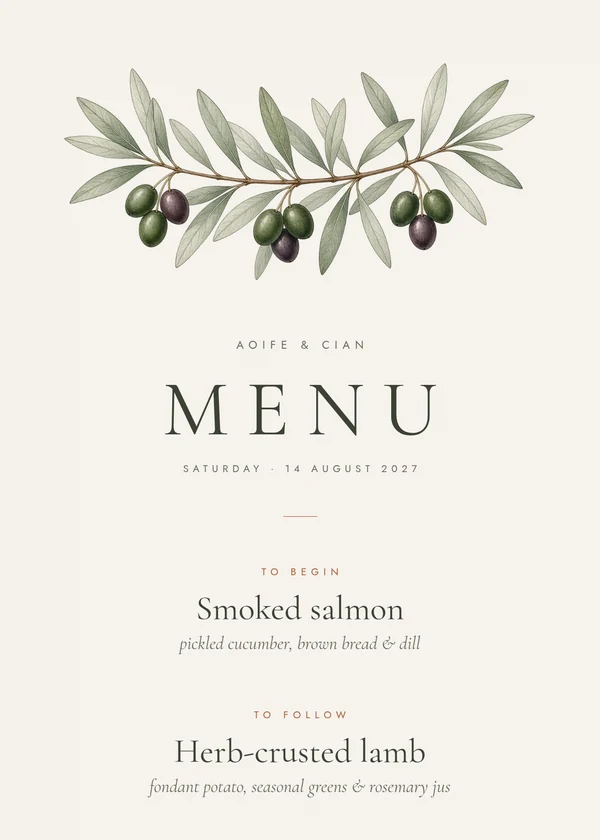 AOIFE & CIAN
MENU
SATURDAY · 14 AUGUST 2027
TO BEGIN
Smoked salmon
pickled cucumber, brown bread & dill
TO FOLLOW
Herb-crusted lamb
fondant potato, seasonal greens & rosemary jus